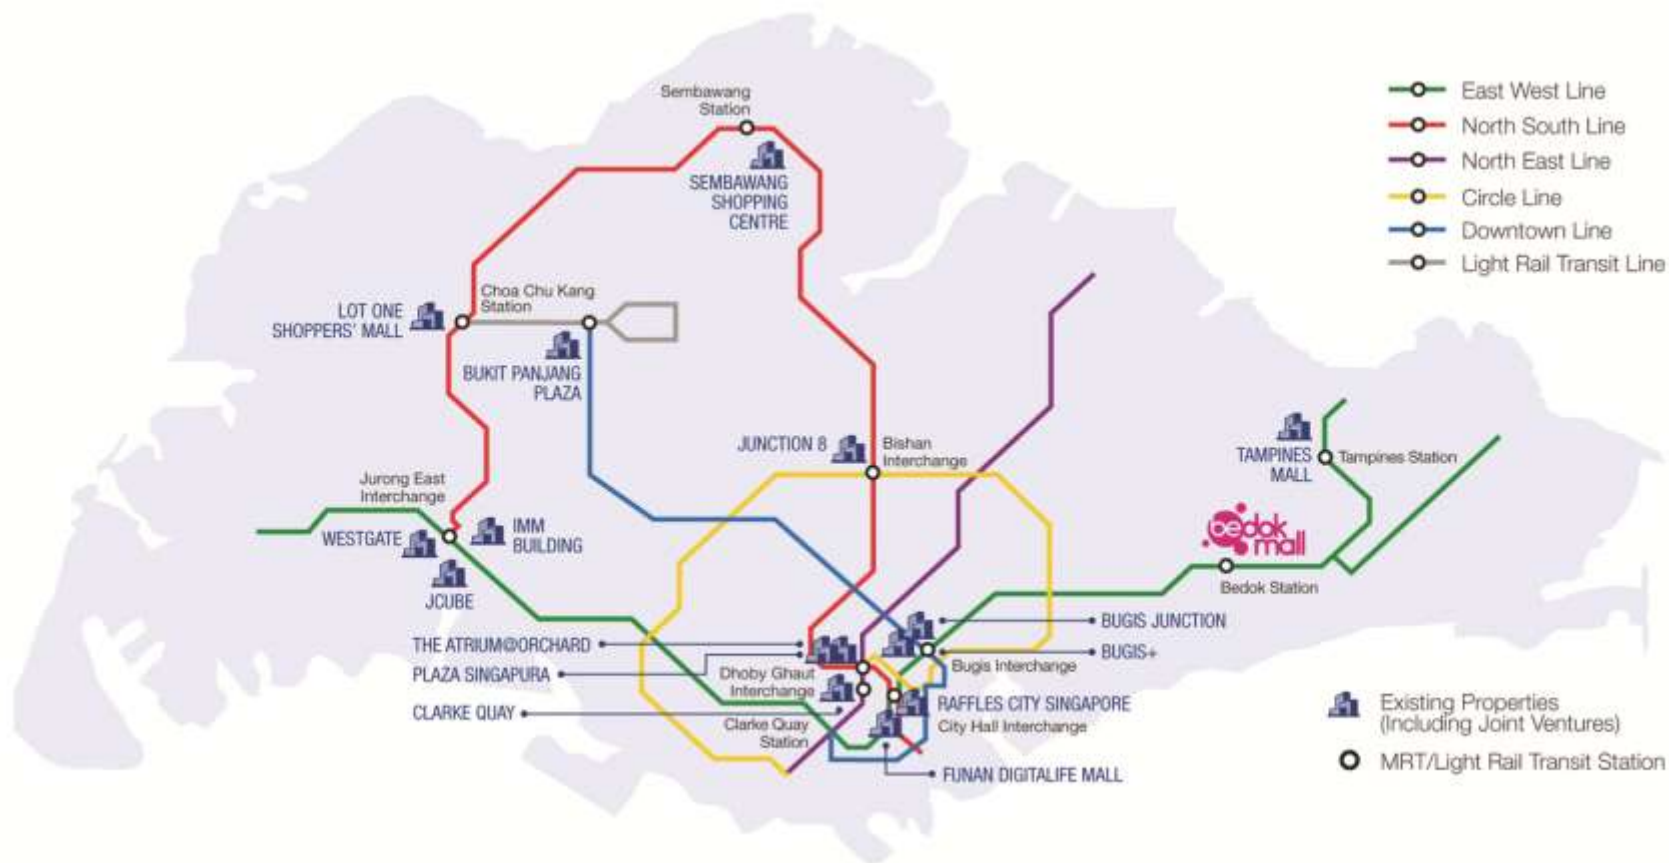 Sembawang
Station
SEMBAWANG
SHOPPING
CENTRE
East West Line
North South Line
North East Line
Circle Line
Downtown Line
Light Rail Transit Line
Choa Chu Kang
Station
LOT ONE
SHOPPERS' MALL
BUKIT PANJANG
PLAZA
JUNCTION 8
Bishan
Interchange
TAMPINES
MALL
Tampines Station
Jurong East
Interchange
WESTGATE
IMM
BUILDING
JCUBE
bedok
mall
Bedok Station
THE ATRIUM@ORCHARD
PLAZA SINGAPURA
CLARKE QUAY
Dhoby Ghaut
Interchange
Clarke Quay
Station
BUGIS JUNCTION
BUGIS+
Bugis Interchange
RAFFLES CITY SINGAPORE
City Hall Interchange
FUNAN DIGITALIFE MALL
Existing Properties
(Including Joint Ventures)
MRT/Light Rail Transit Station